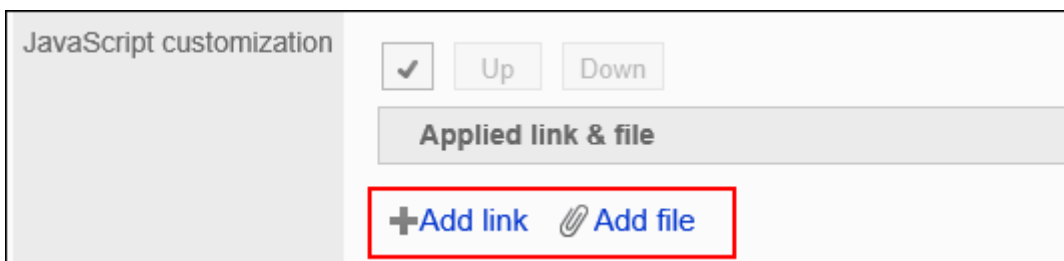 JavaScript customization
Up Down
Applied link & file
Add link Add file